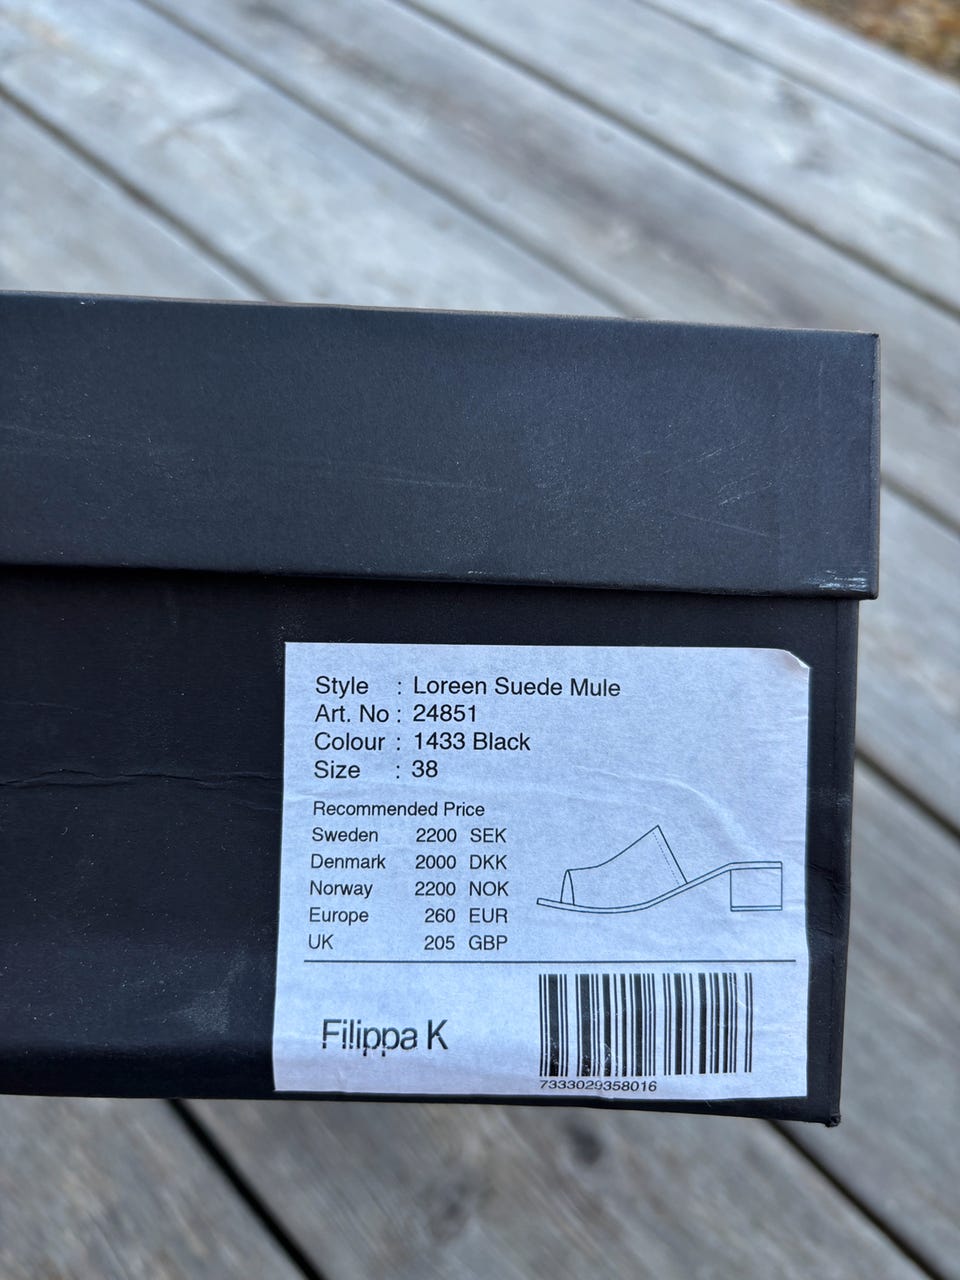 Style : Loreen Suede Mule
Art. No : 24851
Colour : 1433 Black
Size : 38
Recommended Price
Sweden 2200 SEK
Denmark 2000 DKK
Norway 2200 NOK
Europe 260 EUR
UK 205 GBP
Filippa K
7333029358016